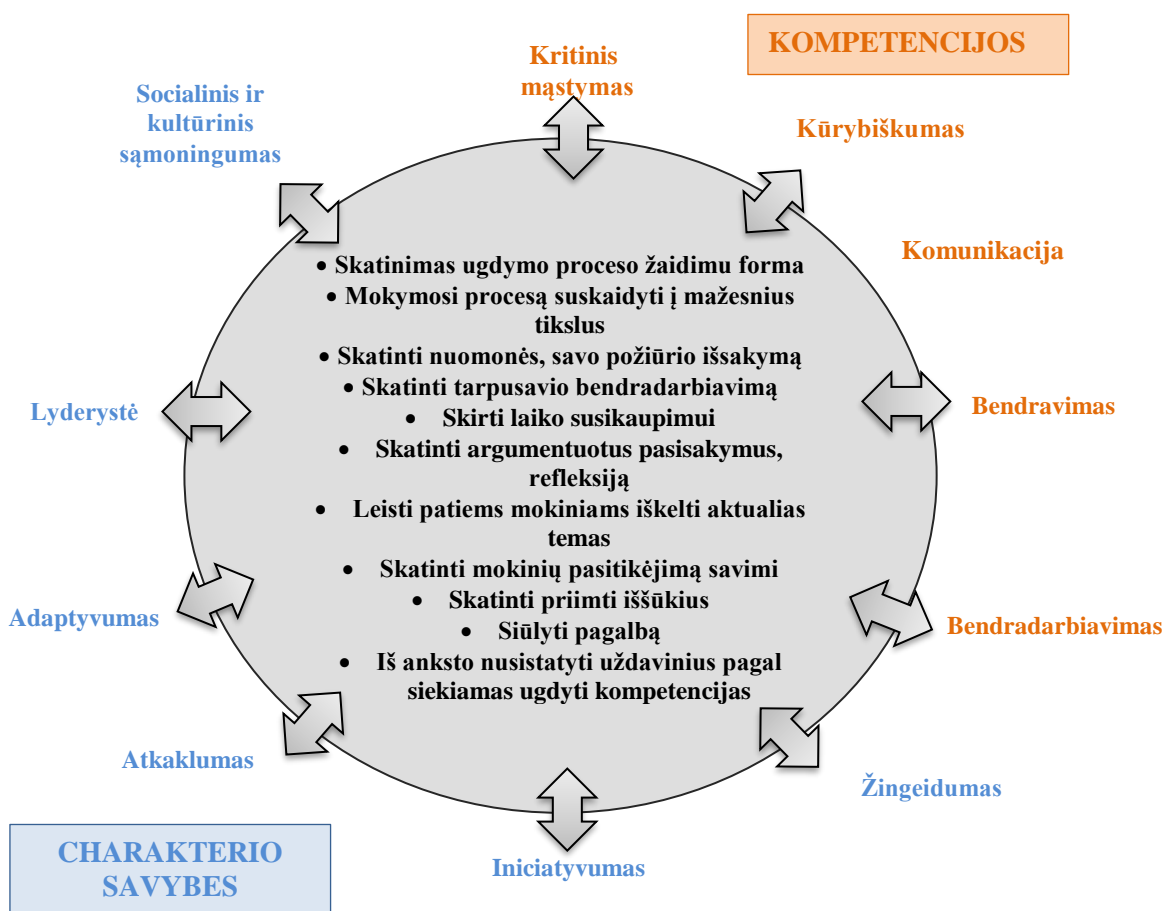 KOMPETENCIJOS
Kritinis
mąstymas
Socialinis ir
kultūrinis
sąmoningumas
Kūrybiškumas
Komunikacija
• Skatinimas ugdymo proceso žaidimu forma
• Mokymosi procesą suskaidyti į mažesnius
tikslus
• Skatinti nuomonės, savo požiūrio išsakymą
• Skatinti tarpusavio bendradarbiavimą
• Skirti laiko susikaupimui
• Skatinti argumentuotus pasisakymus,
refleksiją
• Leisti patiems mokiniams iškelti aktualias
temas
• Skatinti mokinių pasitikėjimą savimi
• Skatinti priimti iššūkius
• Siūlyti pagalbą
• Iš anksto nusistatyti uždavinius pagal
siekiamas ugdyti kompetencijas
Lyderystė
Bendravimas
Adaptyvumas
Bendradarbiavimas
Atkaklumas
Žingeidumas
Iniciatyvumas
CHARAKTERIO
SAVYBES